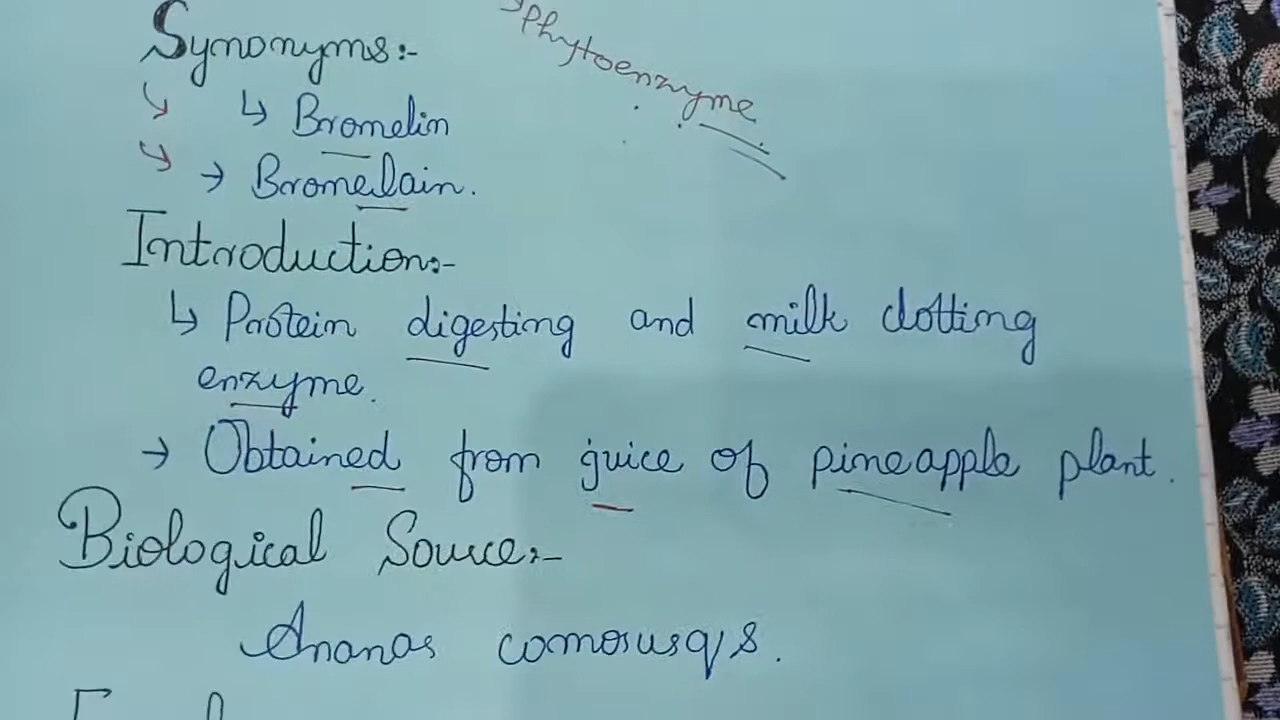 Synonyms:-
→Phytoenzyme
↳ Bromelin
→ Bromelain.
Introduction:-
↳ Protein digesting and milk clotting
enzyme.
→ Obtained from juice of pineapple plant.
Biological Source:-
Ananas comosusqs.